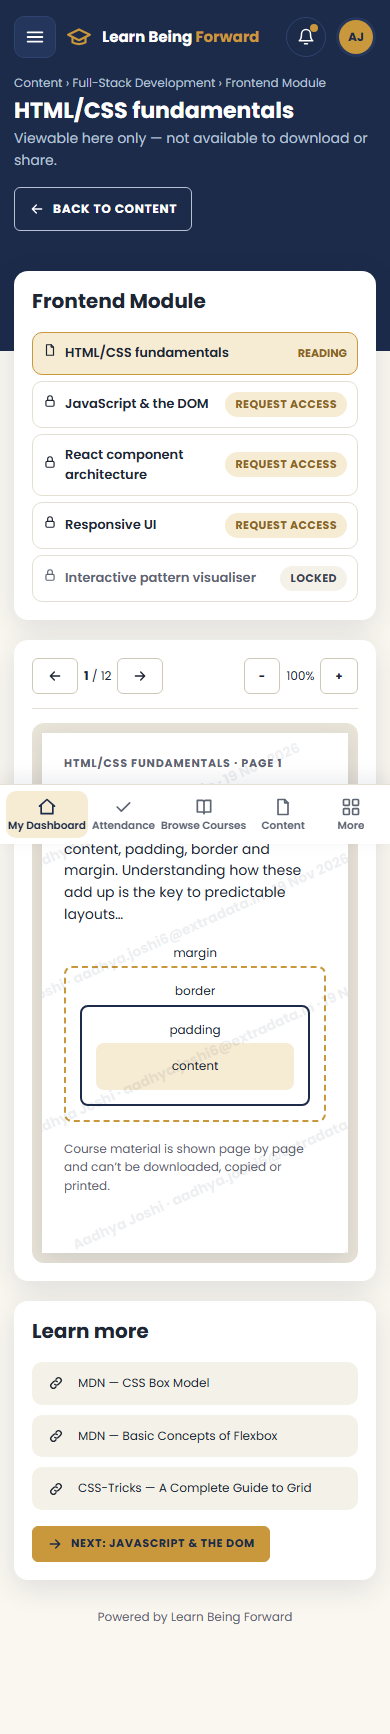 Learn Being Forward
AJ
Content › Full-Stack Development › Frontend Module
HTML/CSS fundamentals
Viewable here only — not available to download or
share.
← BACK TO CONTENT
Frontend Module
HTML/CSS fundamentals READING
JavaScript & the DOM REQUEST ACCESS
React component
architecture REQUEST ACCESS
Responsive UI REQUEST ACCESS
Interactive pattern visualiser LOCKED
← 1 / 12 → - 100% +
HTML/CSS FUNDAMENTALS · PAGE 1
My Dashboard Attendance Browse Courses Content More
content, padding, border and
margin. Understanding how these
add up is the key to predictable
layouts…
margin
border
padding
content
Course material is shown page by page
and can't be downloaded, copied or
printed.
Aadhya Joshi · aadhya.joshi6@extradata
Learn more
MDN — CSS Box Model
MDN — Basic Concepts of Flexbox
CSS-Tricks — A Complete Guide to Grid
→ NEXT: JAVASCRIPT & THE DOM
Powered by Learn Being Forward